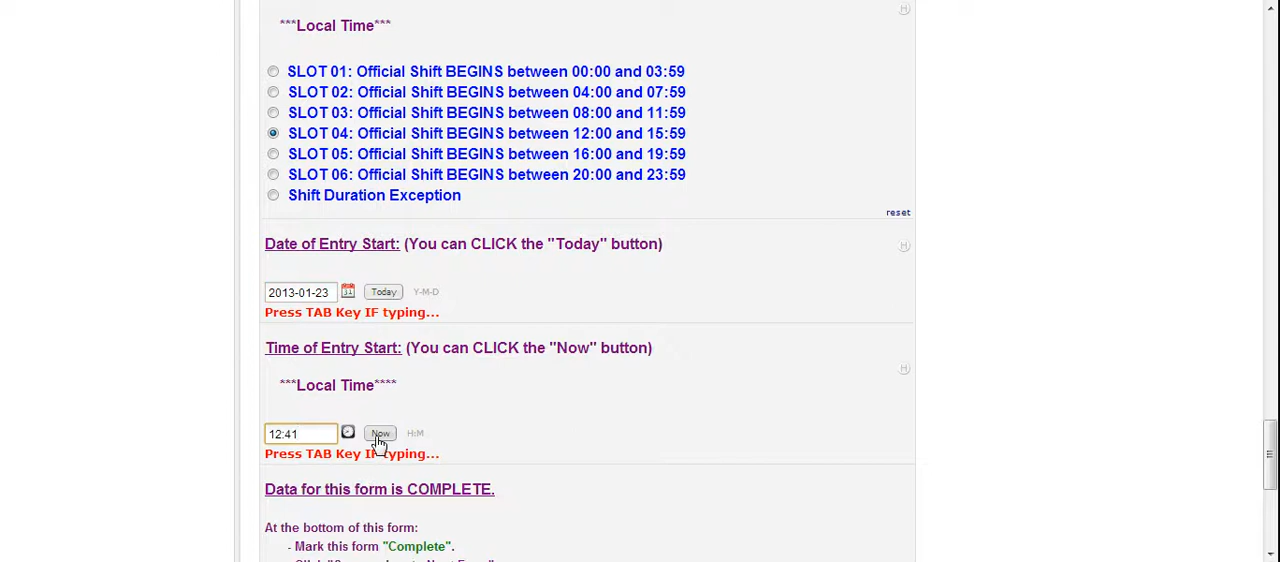 ***Local Time***
SLOT 01: Official Shift BEGINS between 00:00 and 03:59
SLOT 02: Official Shift BEGINS between 04:00 and 07:59
SLOT 03: Official Shift BEGINS between 08:00 and 11:59
SLOT 04: Official Shift BEGINS between 12:00 and 15:59
SLOT 05: Official Shift BEGINS between 16:00 and 19:59
SLOT 06: Official Shift BEGINS between 20:00 and 23:59
Shift Duration Exception
reset
Date of Entry Start: (You can CLICK the "Today" button)
2013-01-23 31 Today Y-M-D
Press TAB Key IF typing...
Time of Entry Start: (You can CLICK the "Now" button)
***Local Time****
12:41 Now H:M
Press TAB Key IF typing...
Data for this form is COMPLETE.
At the bottom of this form:
- Mark this form "Complete".